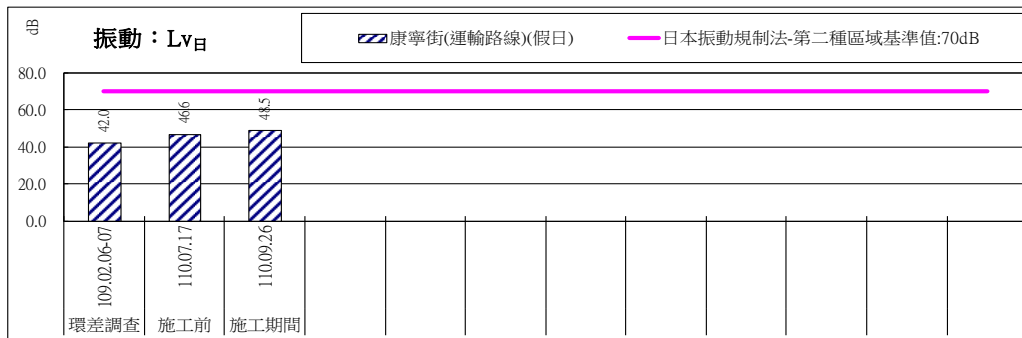 dB
振動：Lv日
康寧街(運輸路線)(假日)
日本振動規制法-第二種區域基準值:70dB
80.0
60.0
40.0
20.0
0.0
42.0
46.6
48.5
109.02.06-07
110.07.17
110.09.26
環差調查
施工前
施工期間